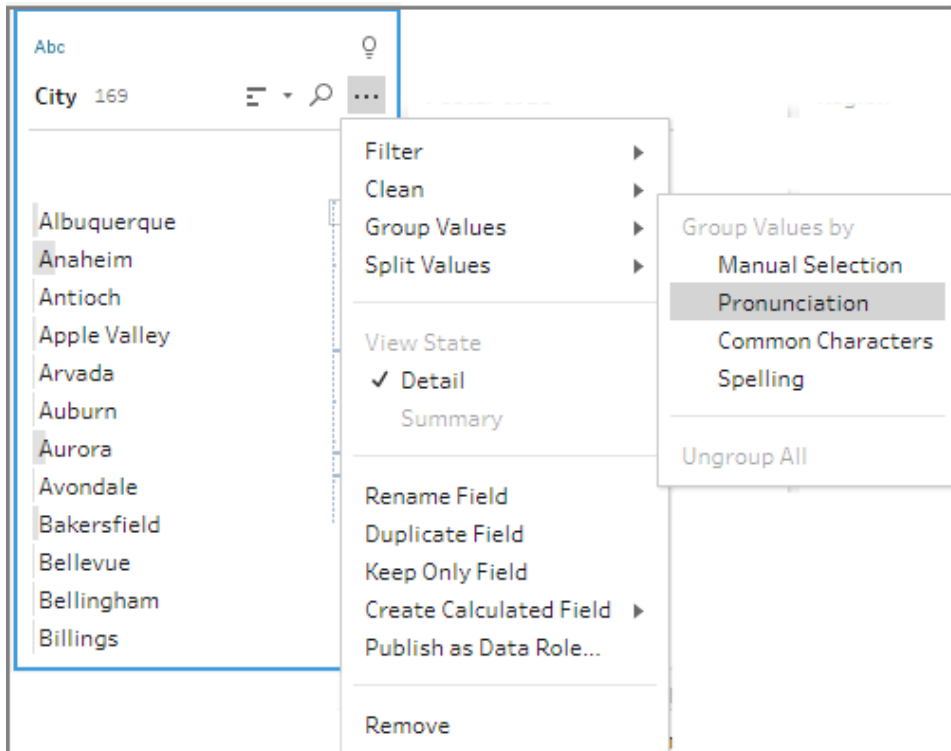 Abc
City 169
Albuquerque
Anaheim
Antioch
Apple Valley
Arvada
Auburn
Aurora
Avondale
Bakersfield
Bellevue
Bellingham
Billings
Filter
Clean
Group Values
Split Values
View State
✓ Detail
Summary
Rename Field
Duplicate Field
Keep Only Field
Create Calculated Field
Publish as Data Role...
Remove
Group Values by
Manual Selection
Pronunciation
Common Characters
Spelling
Ungroup All